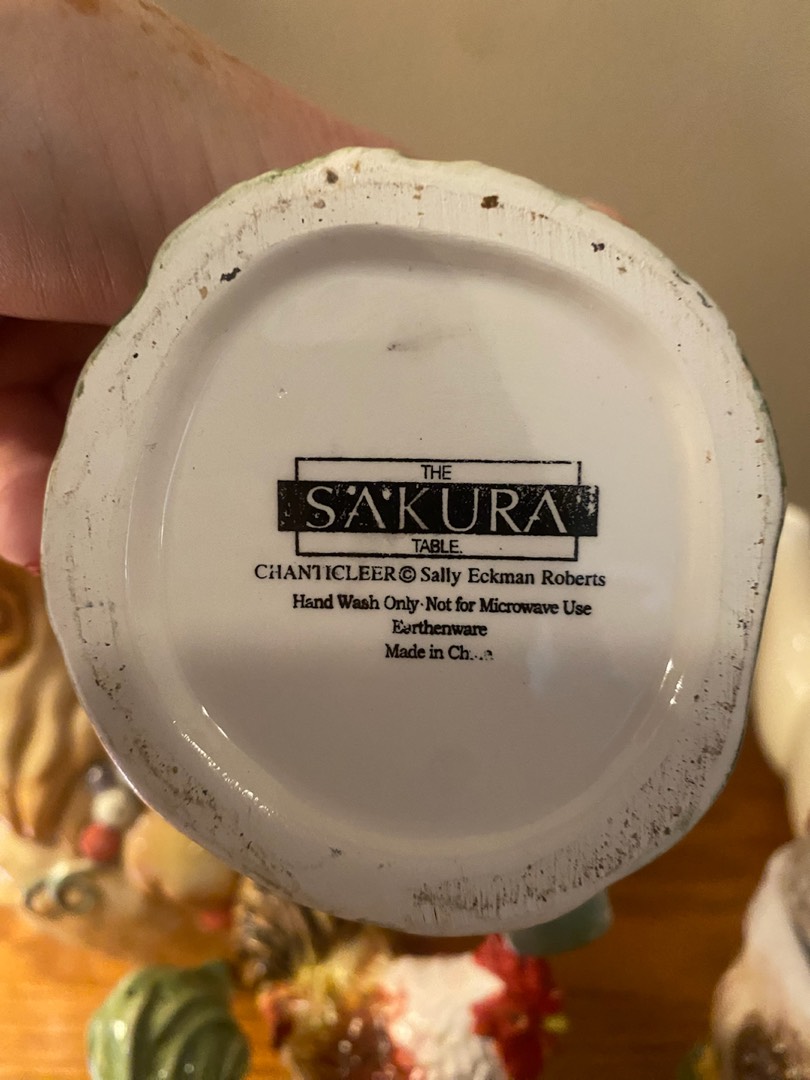 THE
SAKURA
TABLE.
CHANTICLEER © Sally Eckman Roberts
Hand Wash Only·Not for Microwave Use
Earthenware
Made in